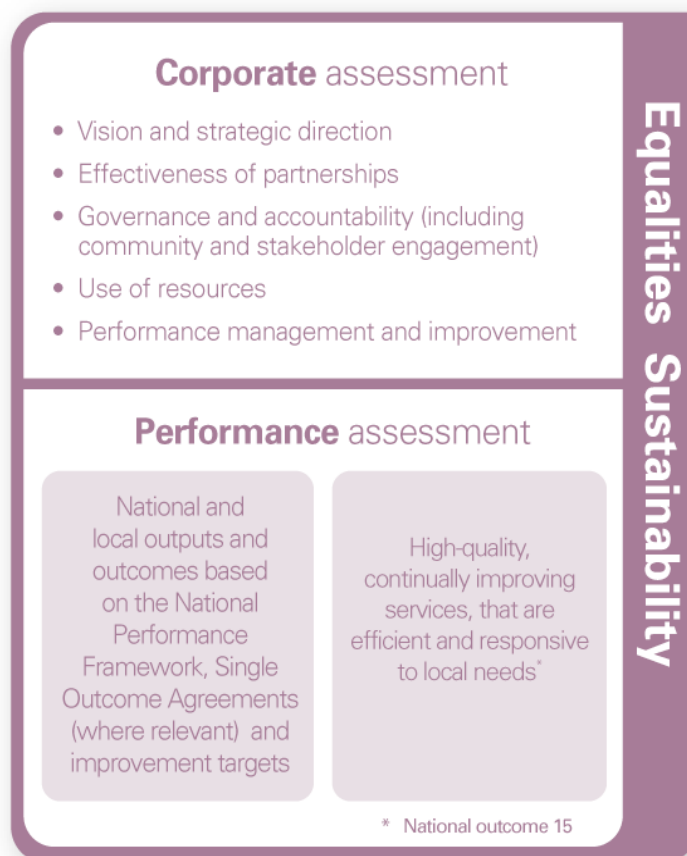 Corporate assessment
• Vision and strategic direction
• Effectiveness of partnerships
• Governance and accountability (including
community and stakeholder engagement)
• Use of resources
• Performance management and improvement
Performance assessment
National and
local outputs and
outcomes based
on the National
Performance
Framework, Single
Outcome Agreements
(where relevant) and
improvement targets
High-quality,
continually improving
services, that are
efficient and responsive
to local needs*
* National outcome 15
Equalities Sustainability